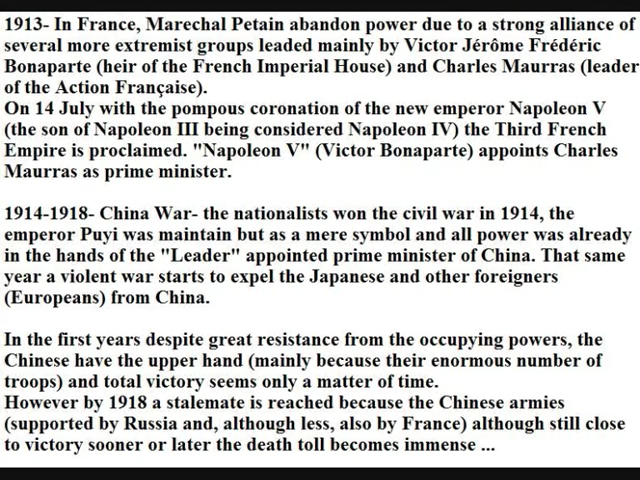 1913- In France, Marechal Petain abandon power due to a strong alliance of
several more extremist groups leaded mainly by Victor Jérôme Frédéric
Bonaparte (heir of the French Imperial House) and Charles Maurras (leader
of the Action Française).
On 14 July with the pompous coronation of the new emperor Napoleon V
(the son of Napoleon III being considered Napoleon IV) the Third French
Empire is proclaimed. "Napoleon V" (Victor Bonaparte) appoints Charles
Maurras as prime minister.
1914-1918- China War- the nationalists won the civil war in 1914, the
emperor Puyi was maintain but as a mere symbol and all power was already
in the hands of the "Leader" appointed prime minister of China. That same
year a violent war starts to expel the Japanese and other foreigners
(Europeans) from China.
In the first years despite great resistance from the occupying powers, the
Chinese have the upper hand (mainly because their enormous number of
troops) and total victory seems only a matter of time.
However by 1918 a stalemate is reached because the Chinese armies
(supported by Russia and, although less, also by France) although still close
to victory sooner or later the death toll becomes immense ...